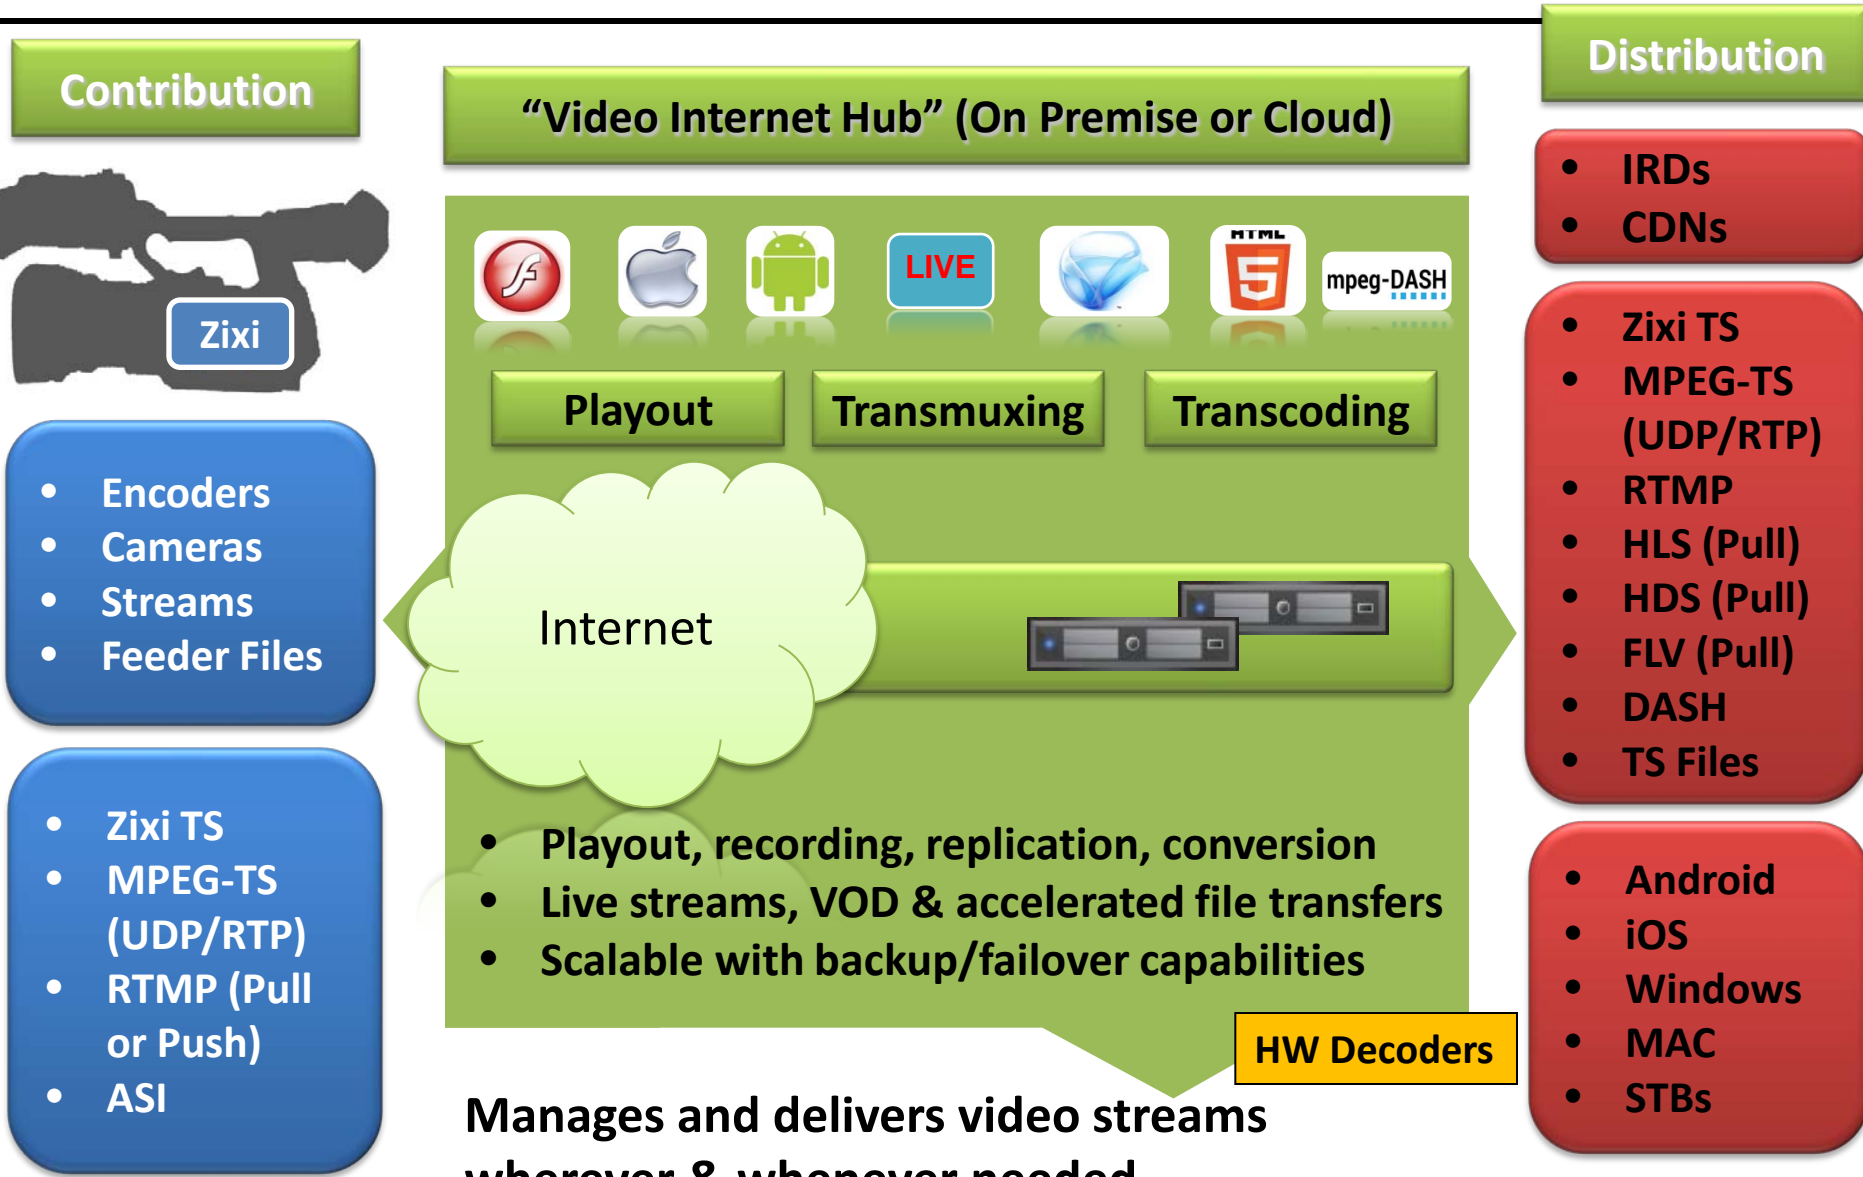 Contribution
Zixi
• Encoders
• Cameras
• Streams
• Feeder Files
• Zixi TS
• MPEG-TS
(UDP/RTP)
• RTMP (Pull
or Push)
• ASI
“Video Internet Hub” (On Premise or Cloud)
LIVE
HTML
5
mpeg-DASH
Playout
Transmuxing
Transcoding
Internet
• Playout, recording, replication, conversion
• Live streams, VOD & accelerated file transfers
• Scalable with backup/failover capabilities
HW Decoders
Manages and delivers video streams
wherever & whenever needed
Distribution
• IRDs
• CDNs
• Zixi TS
• MPEG-TS
(UDP/RTP)
• RTMP
• HLS (Pull)
• HDS (Pull)
• FLV (Pull)
• DASH
• TS Files
• Android
• iOS
• Windows
• MAC
• STBs